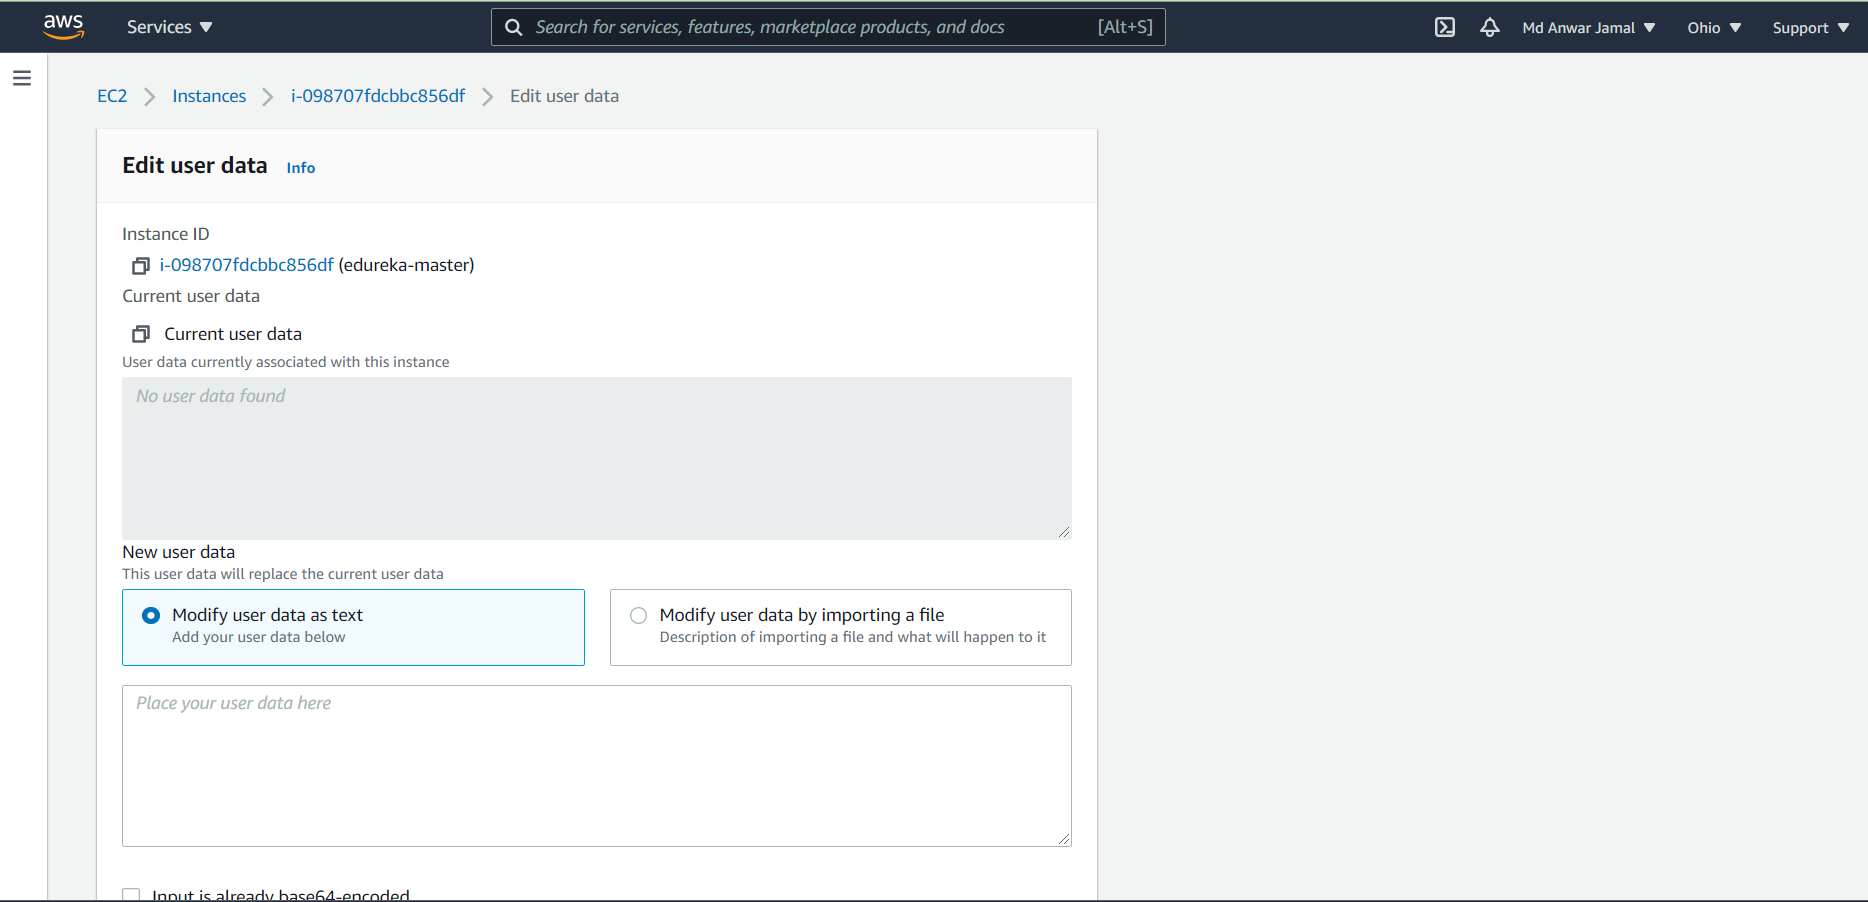 aws Services Search for services, features, marketplace products, and docs [Alt+S] Md Anwar Jamal Ohio Support
EC2 Instances i-098707fdcbbc856df Edit user data
Edit user data Info
Instance ID
i-098707fdcbbc856df (edureka-master)
Current user data
Current user data
User data currently associated with this instance
No user data found
New user data
This user data will replace the current user data
Modify user data as text
Add your user data below
Modify user data by importing a file
Description of importing a file and what will happen to it
Place your user data here
Input is already base64-encoded